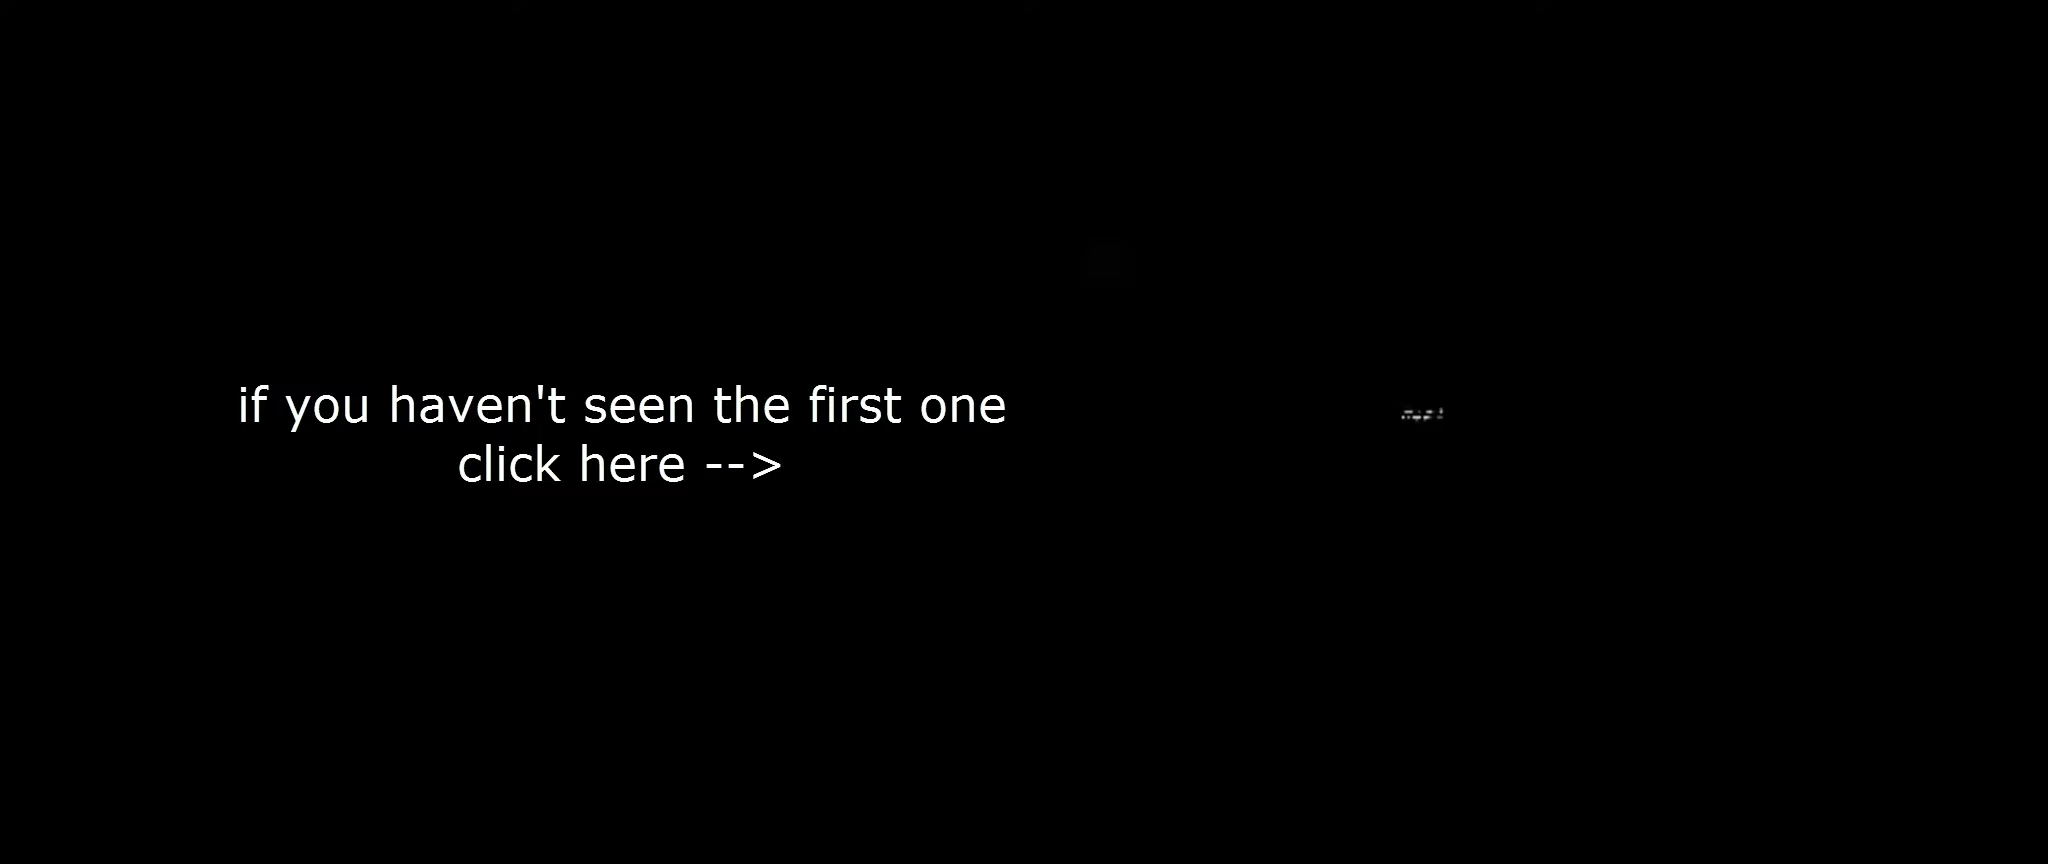 if you haven't seen the first one
click here -->